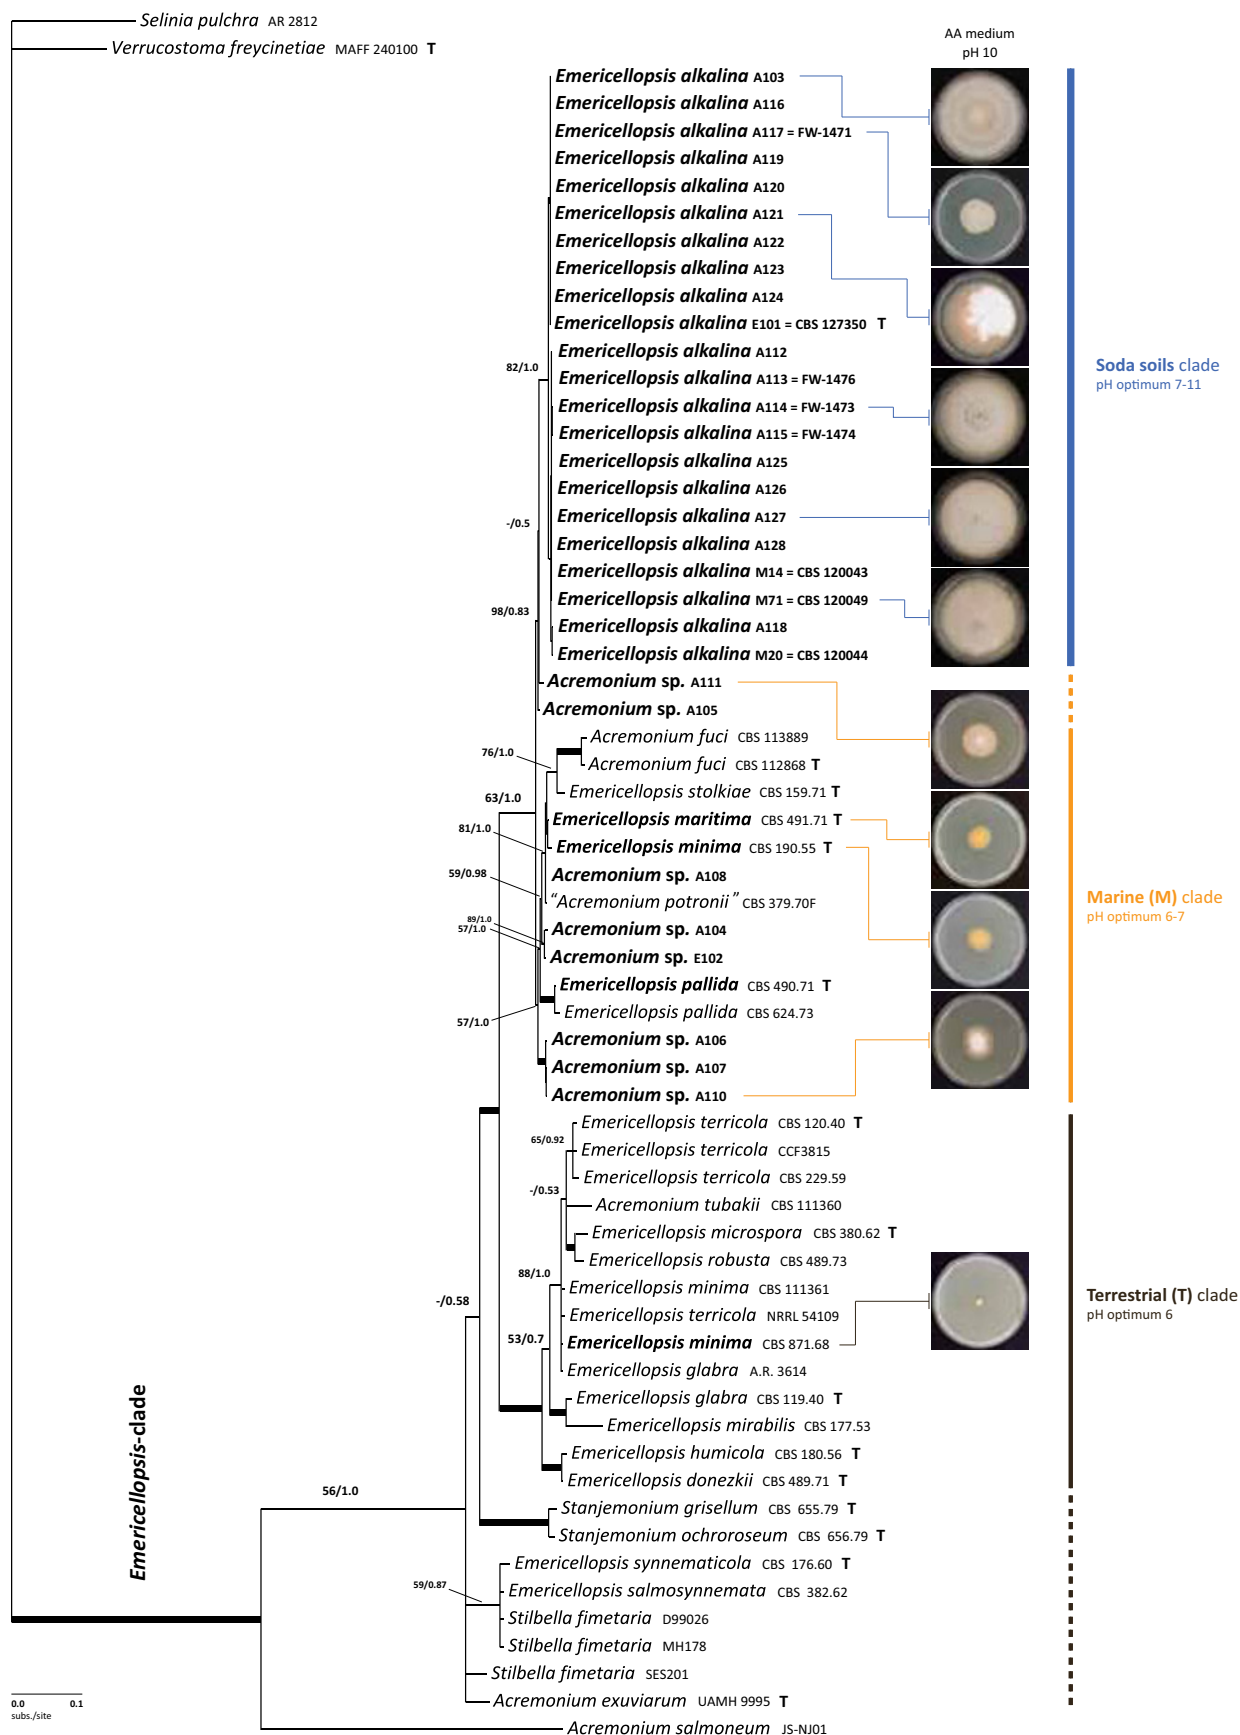 Selinia pulchra AR 2812
Verrucostoma freycinetiae MAFF 240100 T
AA medium
pH 10
Emericellopsis alkalina A103
Emericellopsis alkalina A116
Emericellopsis alkalina A117 = FW-1471
Emericellopsis alkalina A119
Emericellopsis alkalina A120
Emericellopsis alkalina A121
Emericellopsis alkalina A122
Emericellopsis alkalina A123
Emericellopsis alkalina A124
Emericellopsis alkalina E101 = CBS 127350 T
Emericellopsis alkalina A112
82/1.0
Soda soils clade
pH optimum 7-11
Emericellopsis alkalina A113 = FW-1476
Emericellopsis alkalina A114 = FW-1473
Emericellopsis alkalina A115 = FW-1474
Emericellopsis alkalina A125
Emericellopsis alkalina A126
Emericellopsis alkalina A127
-/0.5
Emericellopsis alkalina A128
Emericellopsis alkalina M14 = CBS 120043
Emericellopsis alkalina M71 = CBS 120049
98/0.83
Emericellopsis alkalina A118
Emericellopsis alkalina M20 = CBS 120044
Acremonium sp. A111
Acremonium sp. A105
Acremonium fuci CBS 113889
76/1.0
Acremonium fuci CBS 112868 T
Emericellopsis stolkiae CBS 159.71 T
63/1.0
Emericellopsis maritima CBS 491.71 T
81/1.0
Emericellopsis minima CBS 190.55 T
59/0.98
Acremonium sp. A108
"Acremonium potronii" CBS 379.70F
Marine (M) clade
pH optimum 6-7
89/1.0
57/1.0
Acremonium sp. A104
Acremonium sp. E102
Emericellopsis pallida CBS 490.71 T
Emericellopsis pallida CBS 624.73
57/1.0
Acremonium sp. A106
Acremonium sp. A107
Acremonium sp. A110
Emericellopsis terricola CBS 120.40 T
65/0.92
Emericellopsis terricola CCF3815
Emericellopsis terricola CBS 229.59
-/0.53
Acremonium tubakii CBS 111360
Emericellopsis microspora CBS 380.62 T
Emericellopsis robusta CBS 489.73
88/1.0
Emericellopsis minima CBS 111361
-/0.58
Terrestrial (T) clade
pH optimum 6
Emericellopsis terricola NRRL 54109
53/0.7
Emericellopsis minima CBS 871.68
Emericellopsis glabra A.R. 3614
Emericellopsis glabra CBS 119.40 T
Emericellopsis mirabilis CBS 177.53
Emericellopsis humicola CBS 180.56 T
Emericellopsis donezkii CBS 489.71 T
Emericellopsis-clade
56/1.0
Stanjemonium grisellum CBS 655.79 T
Stanjemonium ochroroseum CBS 656.79 T
Emericellopsis synnematicola CBS 176.60 T
59/0.87
Emericellopsis salmosynnemata CBS 382.62
Stilbella fimetaria D99026
Stilbella fimetaria MH178
Stilbella fimetaria SES201
Acremonium exuviarum UAMH 9995 T
0.0 0.1
subs./site
Acremonium salmoneum JS-NJ01